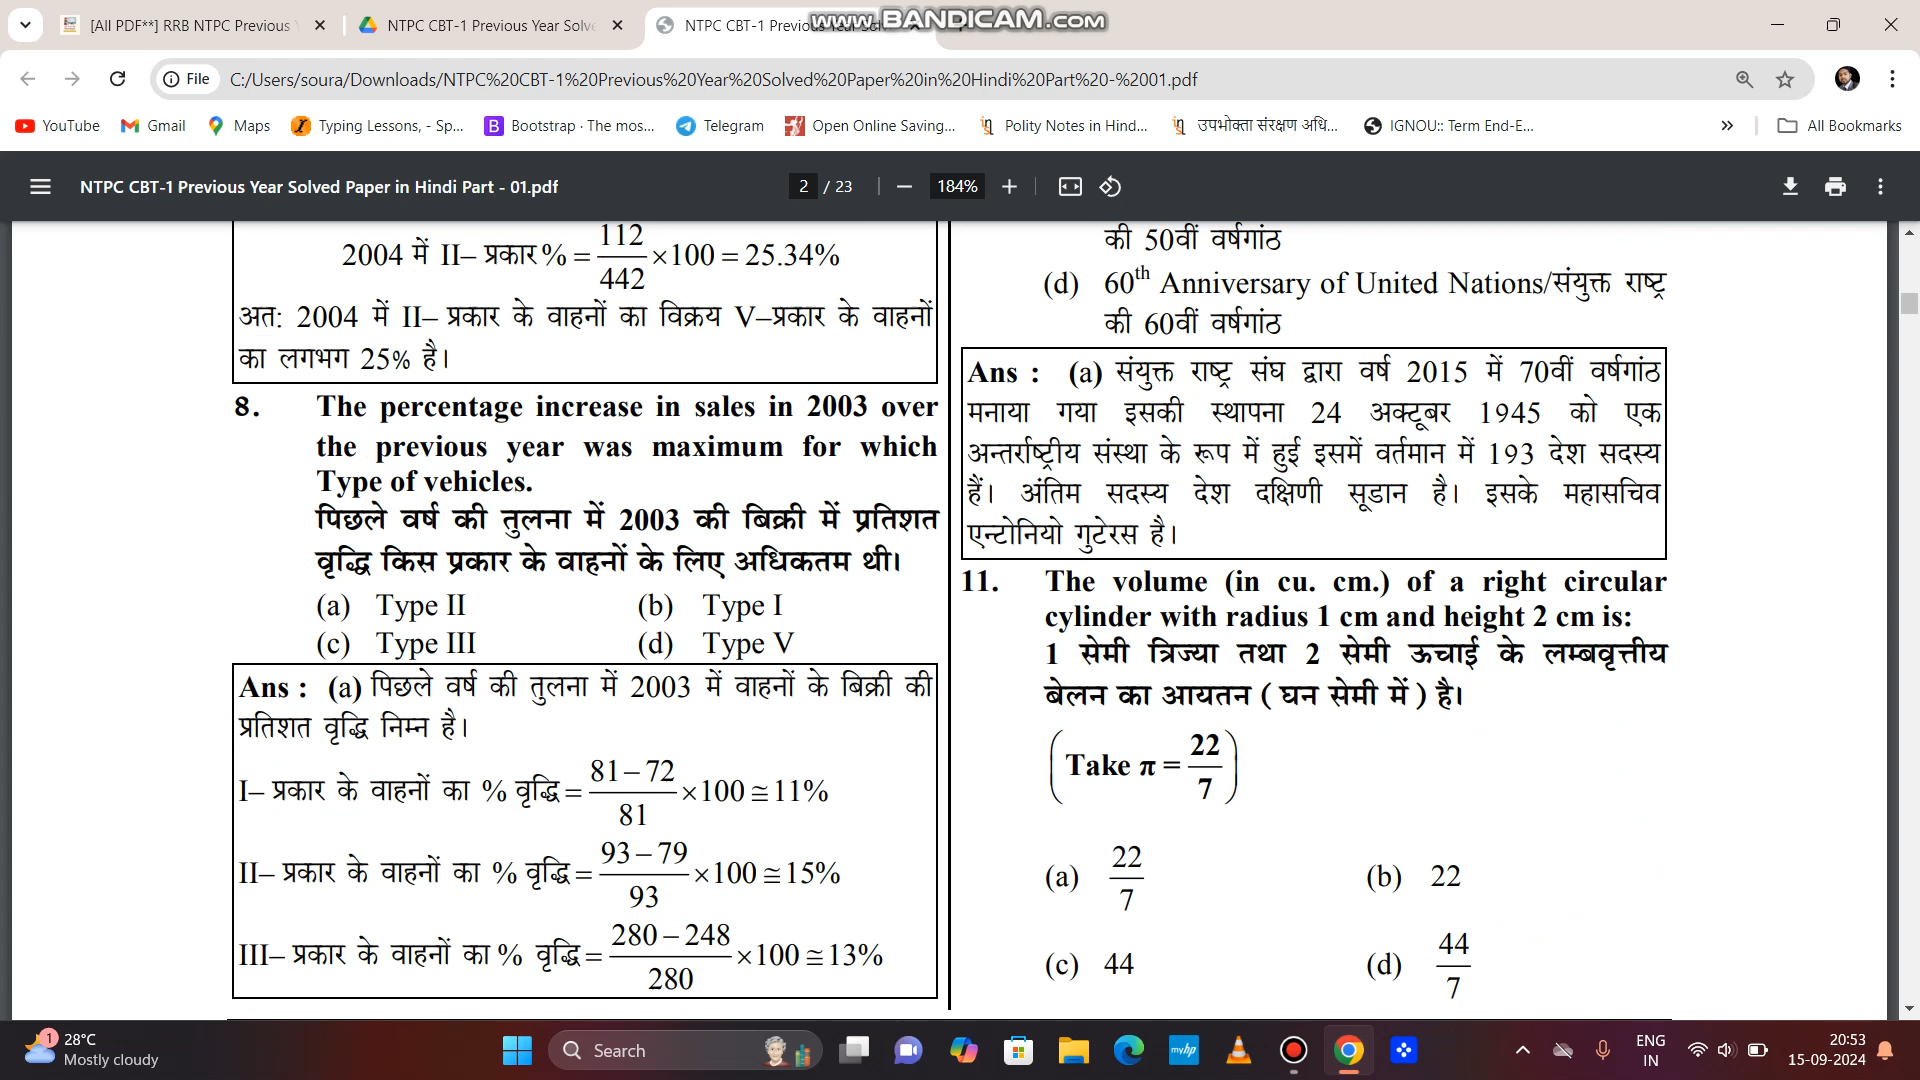 [All PDF**] RRB NTPC Previous Y
NTPC CBT-1 Previous Year Solve
NTPC CBT-1 Previous Year Solv
www.BANDICAM.com
File
C:/Users/soura/Downloads/NTPC%20CBT-1%20Previous%20Year%20Solved%20Paper%20in%20Hindi%20Part%20-%2001.pdf
YouTube
Gmail
Maps
Typing Lessons, - Sp...
Bootstrap · The mos...
Telegram
Open Online Saving...
Polity Notes in Hind...
उपभोक्ता संरक्षण अधि...
IGNOU:: Term End-E...
All Bookmarks
NTPC CBT-1 Previous Year Solved Paper in Hindi Part - 01.pdf
2 / 23
184%
2004 में II– प्रकार % = 112/442 ×100 = 25.34%
अत: 2004 में II– प्रकार के वाहनों का विक्रय V–प्रकार के वाहनों
का लगभग 25% है।
8. The percentage increase in sales in 2003 over
the previous year was maximum for which
Type of vehicles.
पिछले वर्ष की तुलना में 2003 की बिक्री में प्रतिशत
वृद्धि किस प्रकार के वाहनों के लिए अधिकतम थी।
(a) Type II (b) Type I
(c) Type III (d) Type V
Ans : (a) पिछले वर्ष की तुलना में 2003 में वाहनों के बिक्री की
प्रतिशत वृद्धि निम्न है।
I– प्रकार के वाहनों का % वृद्धि = 81 – 72/81 ×100 ≅ 11%
II– प्रकार के वाहनों का % वृद्धि = 93 – 79/93 ×100 ≅ 15%
III– प्रकार के वाहनों का % वृद्धि = 280 – 248/280 ×100 ≅ 13%
की 50वीं वर्षगांठ
(d) 60th Anniversary of United Nations/संयुक्त राष्ट्र
की 60वीं वर्षगांठ
Ans : (a) संयुक्त राष्ट्र संघ द्वारा वर्ष 2015 में 70वीं वर्षगांठ
मनाया गया इसकी स्थापना 24 अक्टूबर 1945 को एक
अन्तर्राष्ट्रीय संस्था के रूप में हुई इसमें वर्तमान में 193 देश सदस्य
हैं। अंतिम सदस्य देश दक्षिणी सूडान है। इसके महासचिव
एन्टोनियो गुटेरस है।
11. The volume (in cu. cm.) of a right circular
cylinder with radius 1 cm and height 2 cm is:
1 सेमी त्रिज्या तथा 2 सेमी ऊचाई के लम्बवृत्तीय
बेलन का आयतन ( घन सेमी में ) है।
(Take π = 22/7)
(a) 22/7 (b) 22
(c) 44 (d) 44/7
1
28°C
Mostly cloudy
Search
myhp
ENG
IN
20:53
15-09-2024